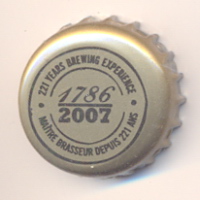 221 YEARS BREWING EXPERIENCE
1786
2007
MAÎTRE BRASSEUR DEPUIS 221 ANS